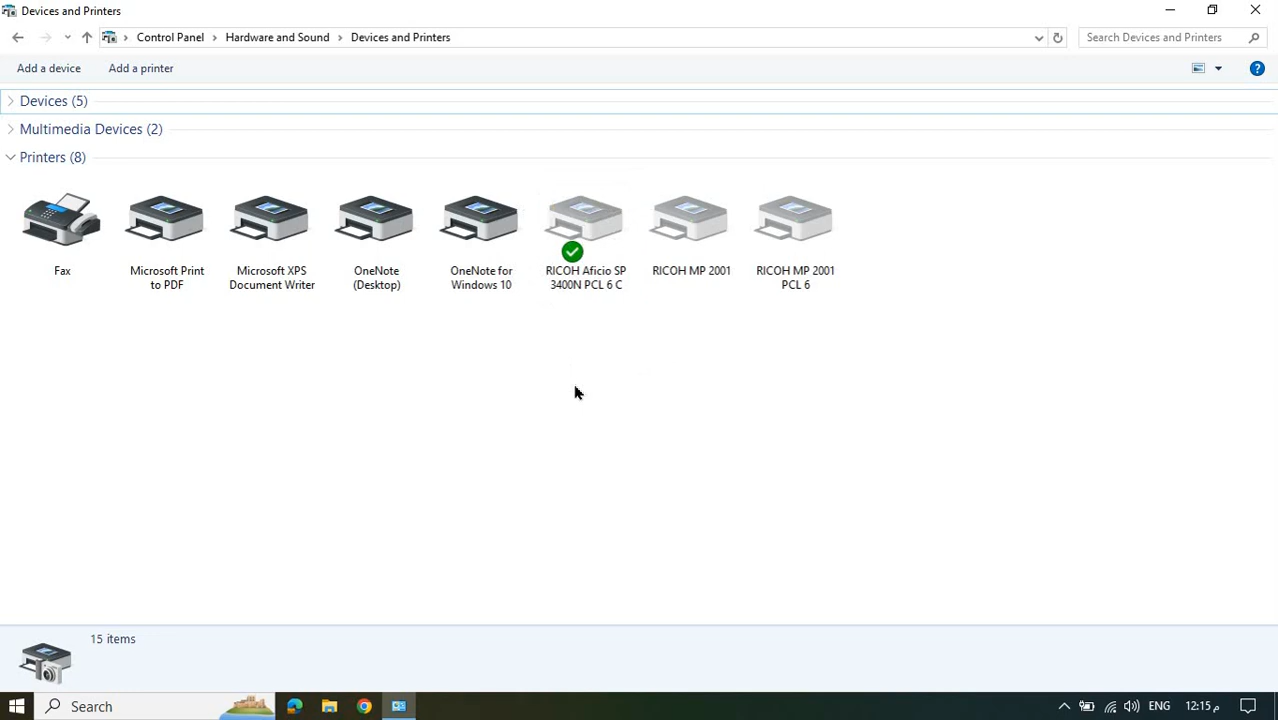 Devices and Printers
Control Panel > Hardware and Sound > Devices and Printers
Search Devices and Printers
Add a device
Add a printer
Devices (5)
Multimedia Devices (2)
Printers (8)
Fax
Microsoft Print
to PDF
Microsoft XPS
Document Writer
OneNote
(Desktop)
OneNote for
Windows 10
RICOH Aficio SP
3400N PCL 6 C
RICOH MP 2001
RICOH MP 2001
PCL 6
15 items
Search
ENG
12:15 م